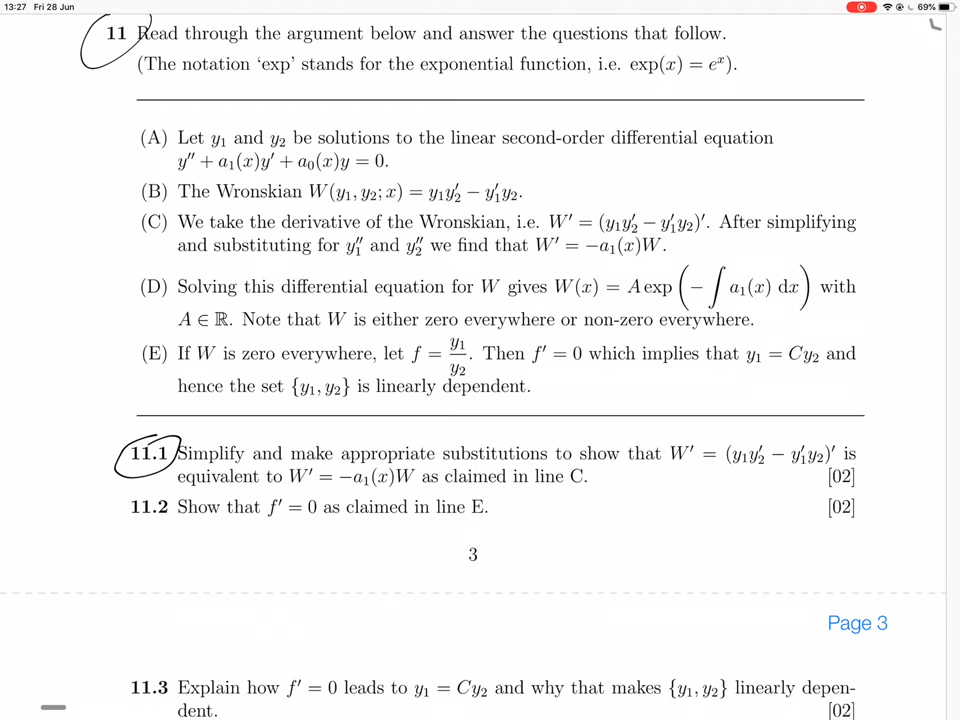 13:27 Fri 28 Jun 69%
11 Read through the argument below and answer the questions that follow.
(The notation ‘exp’ stands for the exponential function, i.e. exp(x) = eˣ).
(A) Let y₁ and y₂ be solutions to the linear second-order differential equation
y″ + a₁(x)y′ + a₀(x)y = 0.
(B) The Wronskian W(y₁, y₂; x) = y₁y₂′ − y₁′y₂.
(C) We take the derivative of the Wronskian, i.e. W′ = (y₁y₂′ − y₁′y₂)′. After simplifying
and substituting for y₁″ and y₂″ we find that W′ = −a₁(x)W.
(D) Solving this differential equation for W gives W(x) = A exp(−∫ a₁(x) dx) with
A ∈ ℝ. Note that W is either zero everywhere or non-zero everywhere.
(E) If W is zero everywhere, let f = y₁/y₂. Then f′ = 0 which implies that y₁ = Cy₂ and
hence the set {y₁, y₂} is linearly dependent.
11.1 Simplify and make appropriate substitutions to show that W′ = (y₁y₂′ − y₁′y₂)′ is
equivalent to W′ = −a₁(x)W as claimed in line C. [02]
11.2 Show that f′ = 0 as claimed in line E. [02]
3
Page 3
11.3 Explain how f′ = 0 leads to y₁ = Cy₂ and why that makes {y₁, y₂} linearly depen-
dent. [02]